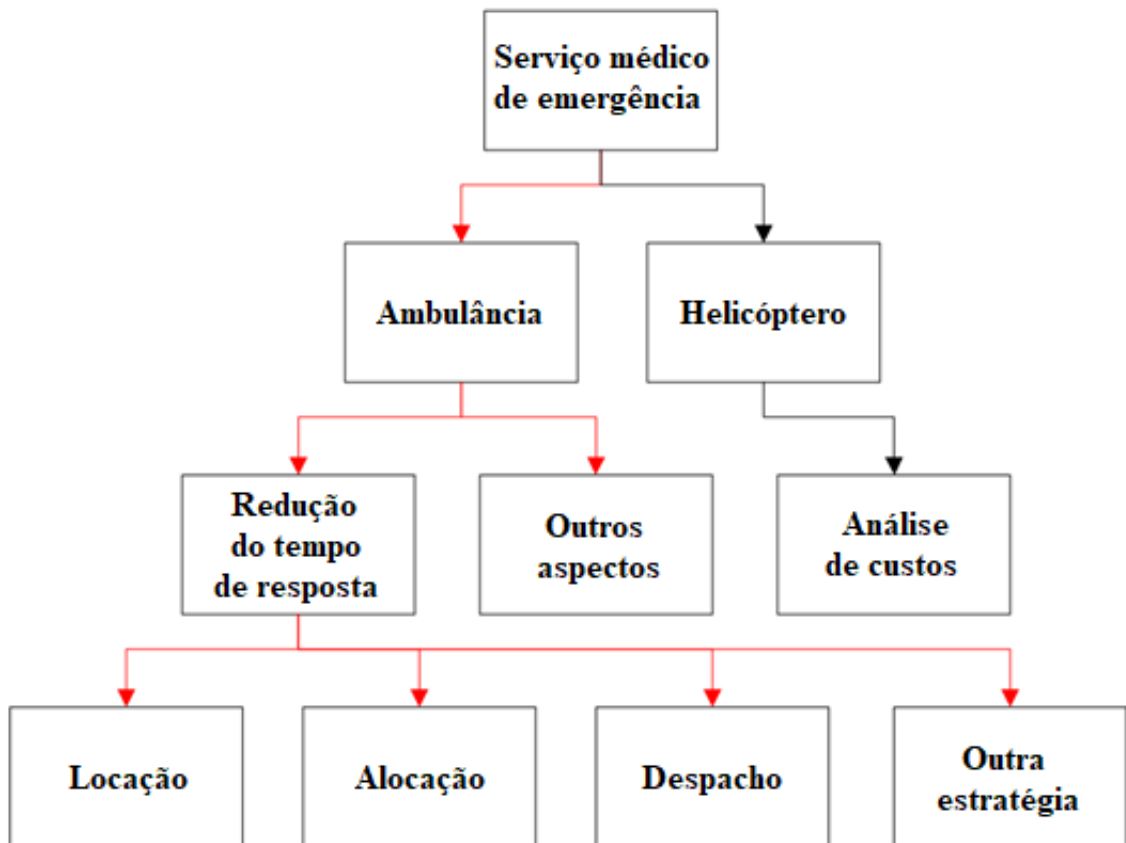 Serviço médico
de emergência
Ambulância
Helicóptero
Redução
do tempo
de resposta
Outros
aspectos
Análise
de custos
Locação
Alocação
Despacho
Outra
estratégia